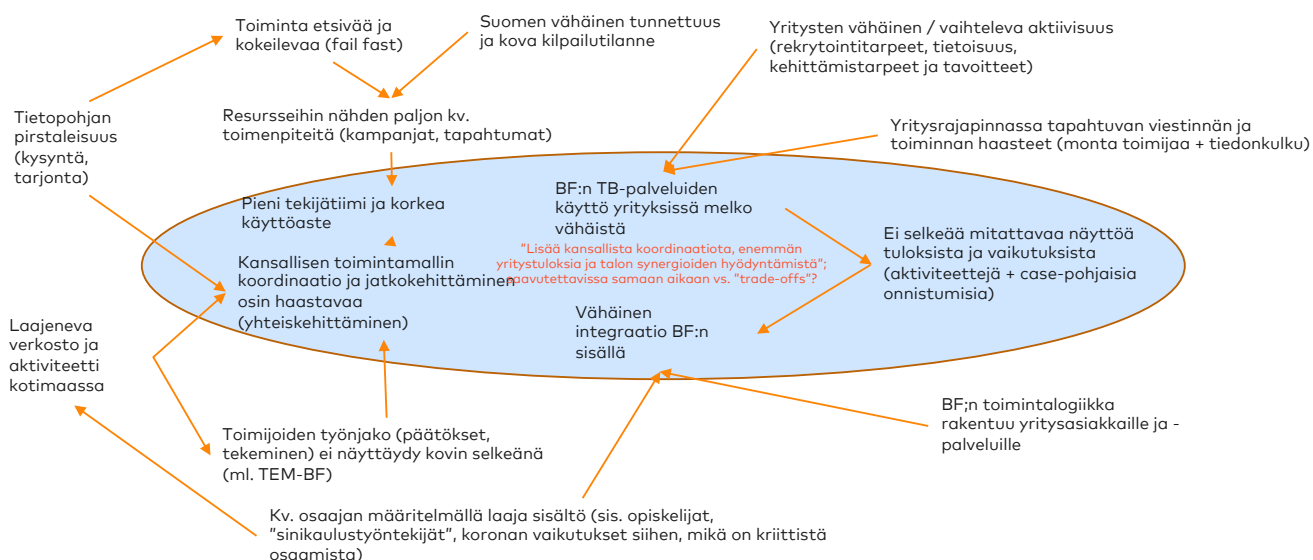 Toiminta etsivää ja
kokeilevaa (fail fast)
Suomen vähäinen tunnettuus
ja kova kilpailutilanne
Yritysten vähäinen / vaihteleva aktiivisuus
(rekrytointitarpeet, tietoisuus,
kehittämistarpeet ja tavoitteet)
Tietopohjan
pirstaleisuus
(kysyntä,
tarjonta)
Resursseihin nähden paljon kv.
toimenpiteitä (kampanjat, tapahtumat)
Yritysrajapinnassa tapahtuvan viestinnän ja
toiminnan haasteet (monta toimijaa + tiedonkulku)
Pieni tekijätiimi ja korkea
käyttöaste
BF:n TB-palveluiden
käyttö yrityksissä melko
vähäistä
"Lisää kansallista koordinaatiota, enemmän
yritystuloksia ja talon synergioiden hyödyntämistä";
saavutettavissa samaan aikaan vs. "trade-offs"?
Ei selkeää mitattavaa näyttöä
tuloksista ja vaikutuksista
(aktiviteettejä + case-pohjaisia
onnistumisia)
Kansallisen toimintamallin
koordinaatio ja jatkokehittäminen
osin haastavaa
(yhteiskehittäminen)
Vähäinen
integraatio BF:n
sisällä
Laajeneva
verkosto ja
aktiviteetti
kotimaassa
Toimijoiden työnjako (päätökset,
tekeminen) ei näyttäydy kovin selkeänä
(ml. TEM-BF)
BF;n toimintalogiikka
rakentuu yritysasiakkaille ja -
palveluille
Kv. osaajan määritelmällä laaja sisältö (sis. opiskelijat,
"sinikaulustyöntekijät", koronan vaikutukset siihen, mikä on kriittistä
osaamista)